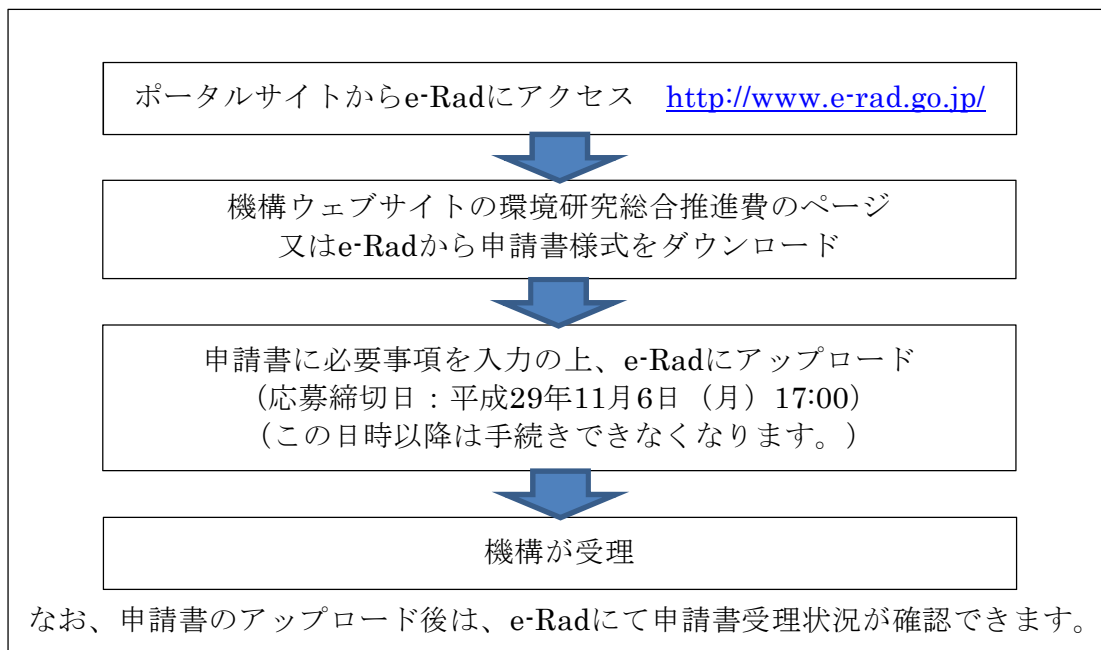 ポータルサイトからe-Radにアクセス　http://www.e-rad.go.jp/
機構ウェブサイトの環境研究総合推進費のページ
又はe-Radから申請書様式をダウンロード
申請書に必要事項を入力の上、e-Radにアップロード
（応募締切日：平成29年11月6日（月）17:00）
（この日時以降は手続きできなくなります。）
機構が受理
なお、申請書のアップロード後は、e-Radにて申請書受理状況が確認できます。